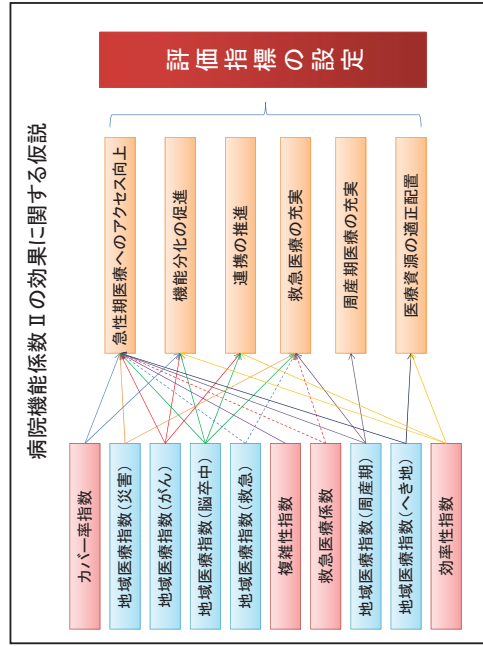 病院機能係数Ⅱの効果に関する仮説
カバー率指数
地域医療指数(災害)
地域医療指数(がん)
地域医療指数(脳卒中)
地域医療指数(救急)
複雑性指数
救急医療係数
地域医療指数(周産期)
地域医療指数(へき地)
効率性指数
急性期医療へのアクセス向上
機能分化の促進
連携の推進
救急医療の充実
周産期医療の充実
医療資源の適正配置
評価指標の設定